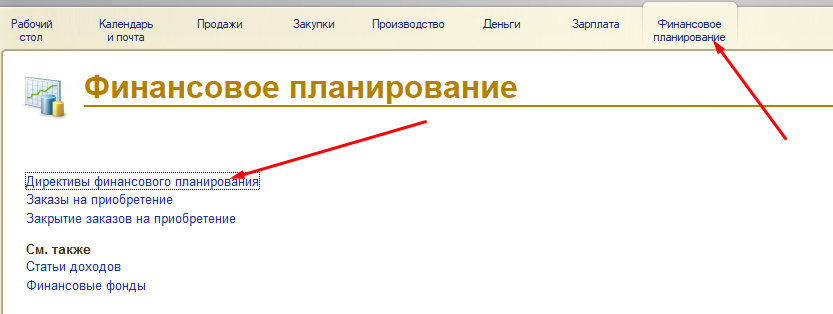 Рабочий стол
Календарь и почта
Продажи
Закупки
Производство
Деньги
Зарплата
Финансовое планирование
Финансовое планирование
Директивы финансового планирования
Заказы на приобретение
Закрытие заказов на приобретение
См. также
Статьи доходов
Финансовые фонды